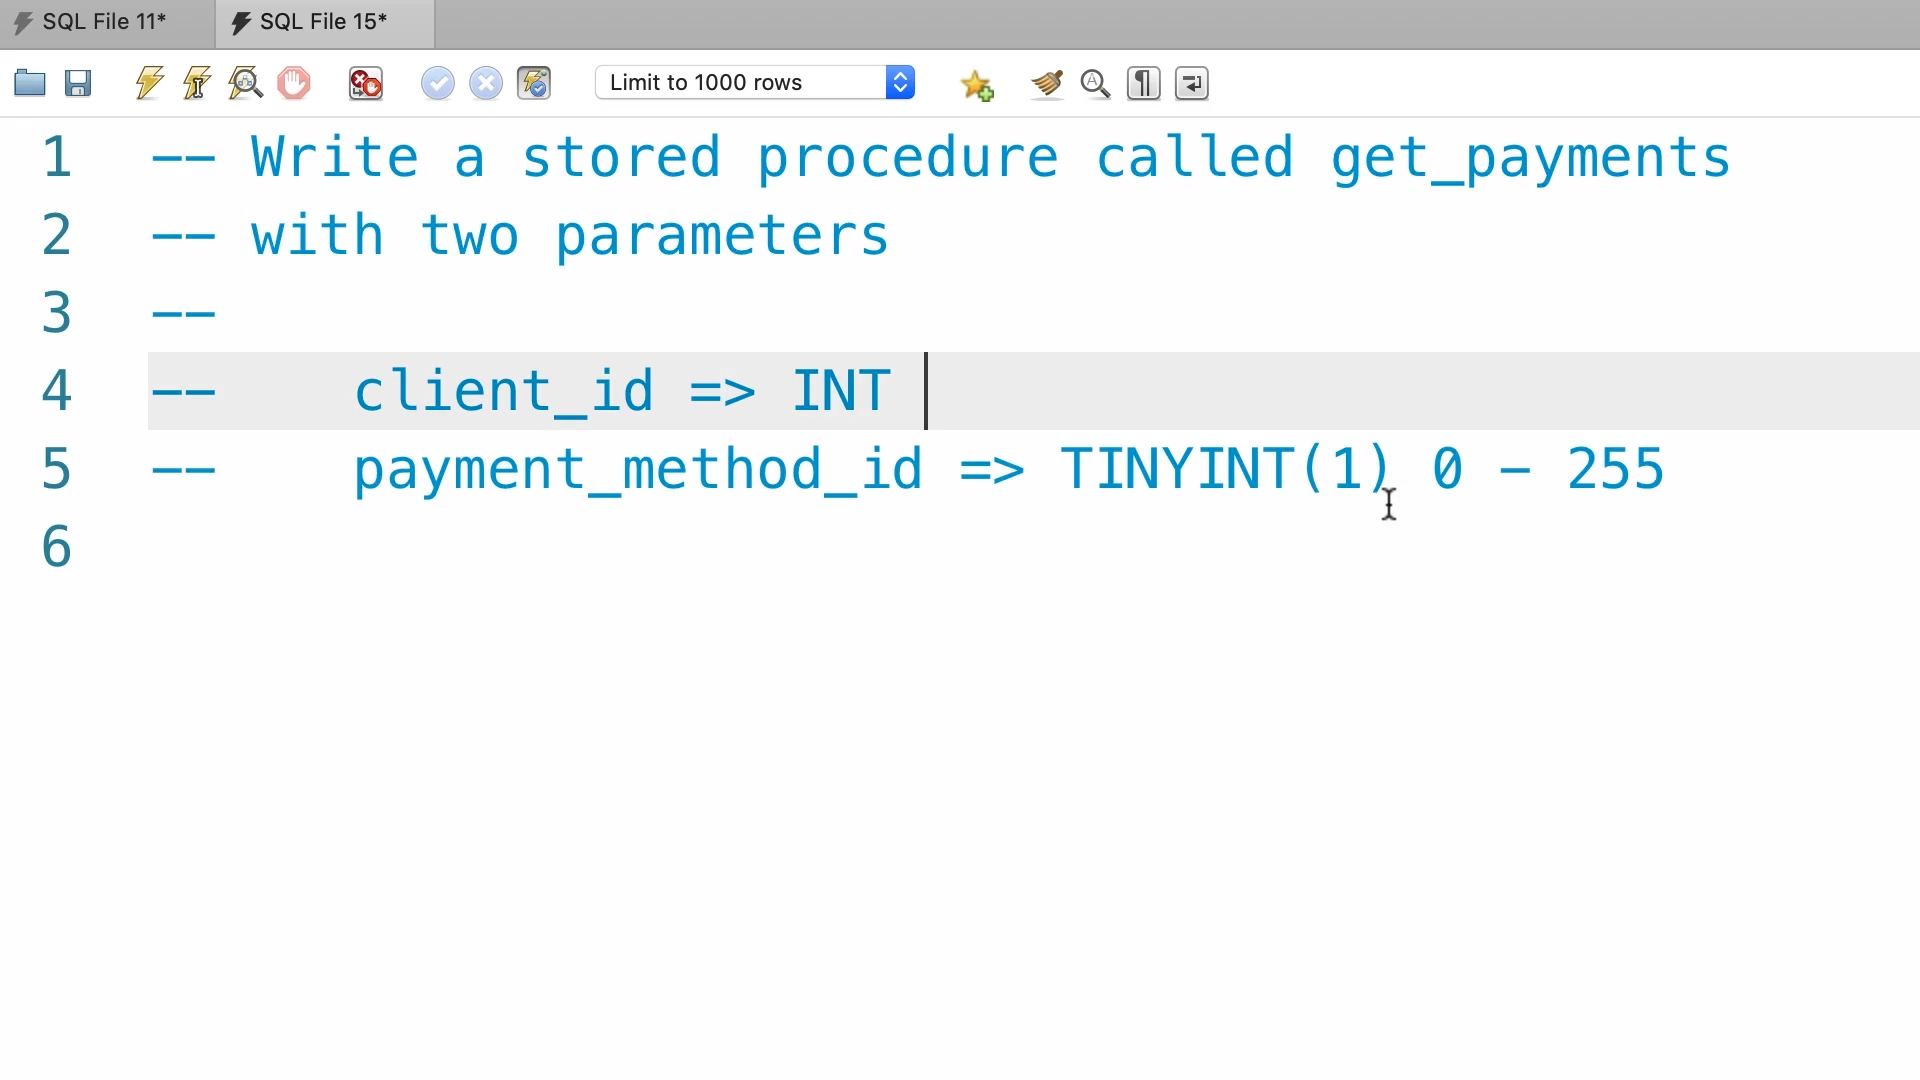 SQL File 11*
SQL File 15*
Limit to 1000 rows
1 -- Write a stored procedure called get_payments
2 -- with two parameters
3 --
4 --    client_id => INT
5 --    payment_method_id => TINYINT(1) 0 - 255
6